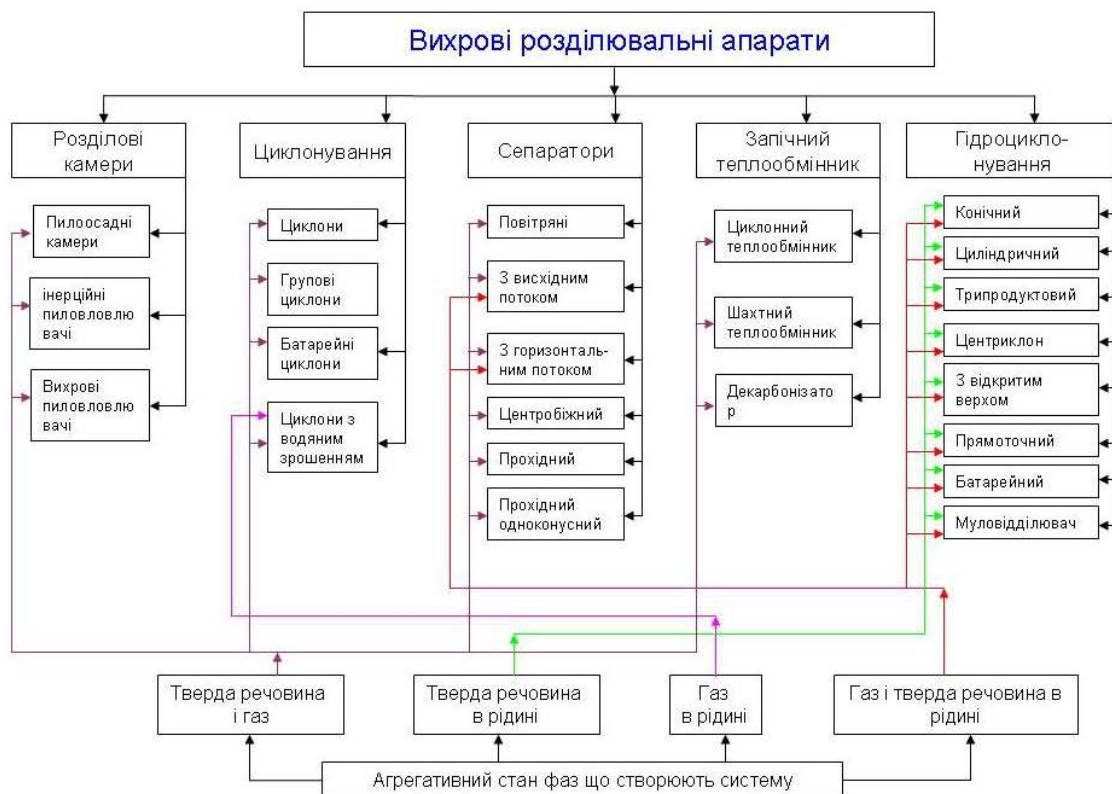 Вихрові розділювальні апарати
Розділові
камери
Циклонування
Сепаратори
Запічний
теплообмінник
Гідроцикло-
нування
Пилоосадні
камери
інерційні
пиловловлю
вачі
Вихрові
пиловловлю
вачі
Циклони
Групові
циклони
Батарейні
циклони
Циклони з
водяним
зрошенням
Повітряні
З висхідним
потоком
З горизонталь-
ним потоком
Центробіжний
Прохідний
Прохідний
одноконусний
Циклонний
теплообмінник
Шахтний
теплообмінник
Декарбонізато
р
Конічний
Циліндричний
Трипродуктовий
Центриклон
З відкритим
верхом
Прямоточний
Батарейний
Муловідділювач
Тверда речовина
і газ
Тверда речовина
в рідині
Газ
в рідині
Газ і тверда речовина в
рідині
Агрегативний стан фаз що створюють систему